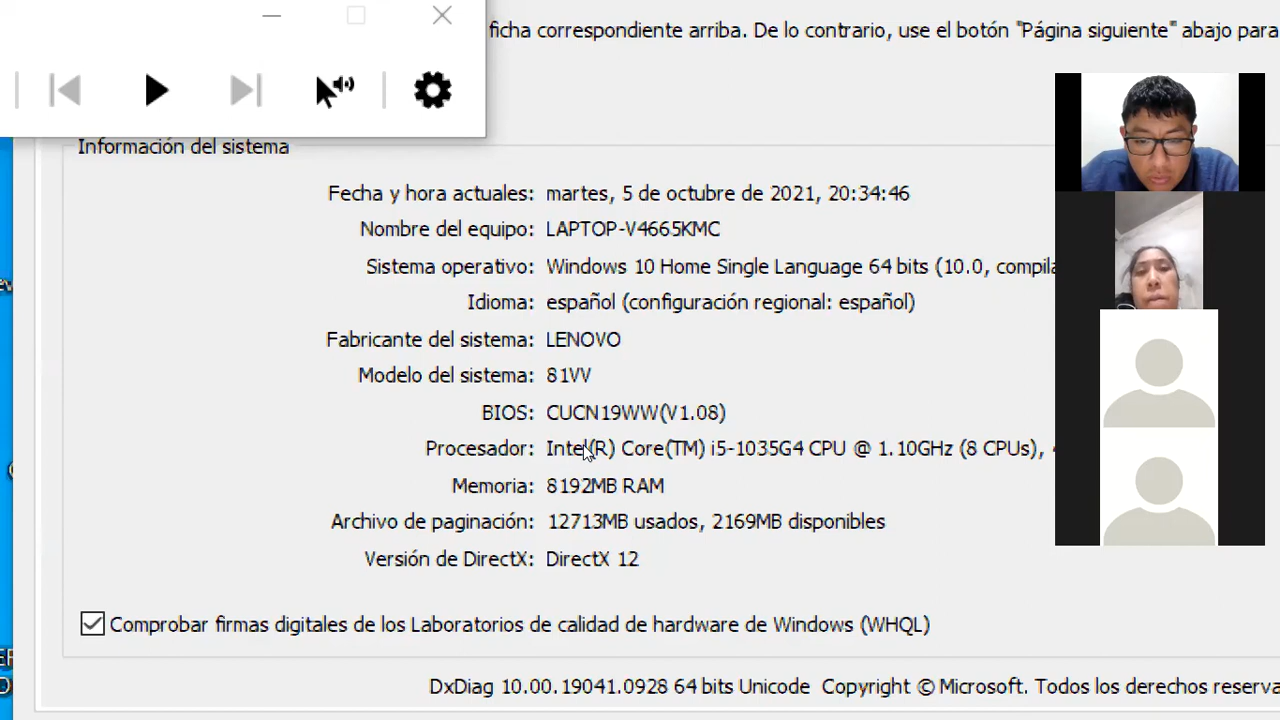 ficha correspondiente arriba. De lo contrario, use el botón "Página siguiente" abajo para
Información del sistema
Fecha y hora actuales: martes, 5 de octubre de 2021, 20:34:46
Nombre del equipo: LAPTOP-V4665KMC
Sistema operativo: Windows 10 Home Single Language 64 bits (10.0,
Idioma: español (configuración regional: español)
Fabricante del sistema: LENOVO
Modelo del sistema: 81VV
BIOS: CUCN19WW(V1.08)
Procesador: Intel(R) Core(TM) i5-1035G4 CPU @ 1.10GHz (8 CPUs),
Memoria: 8192MB RAM
Archivo de paginación: 12713MB usados, 2169MB disponibles
Versión de DirectX: DirectX 12
Comprobar firmas digitales de los Laboratorios de calidad de hardware de Windows (WHQL)
DxDiag 10.00.19041.0928 64 bits Unicode Copyright © Microsoft. Todos los derechos